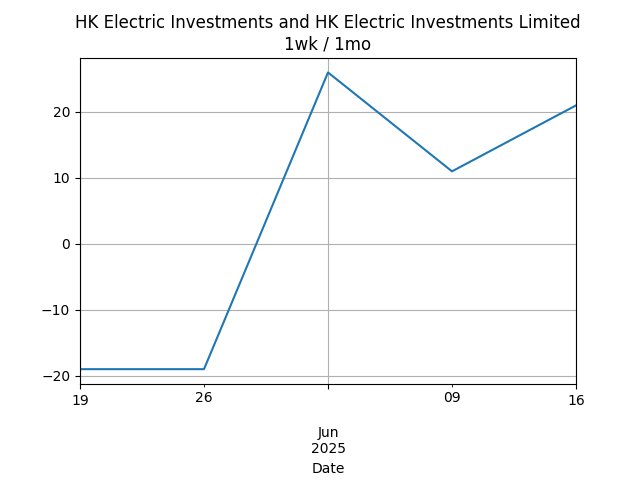 HK Electric Investments and HK Electric Investments Limited
1wk / 1mo
20
10
0
−10
−20
19
26
09
16
Jun
2025
Date